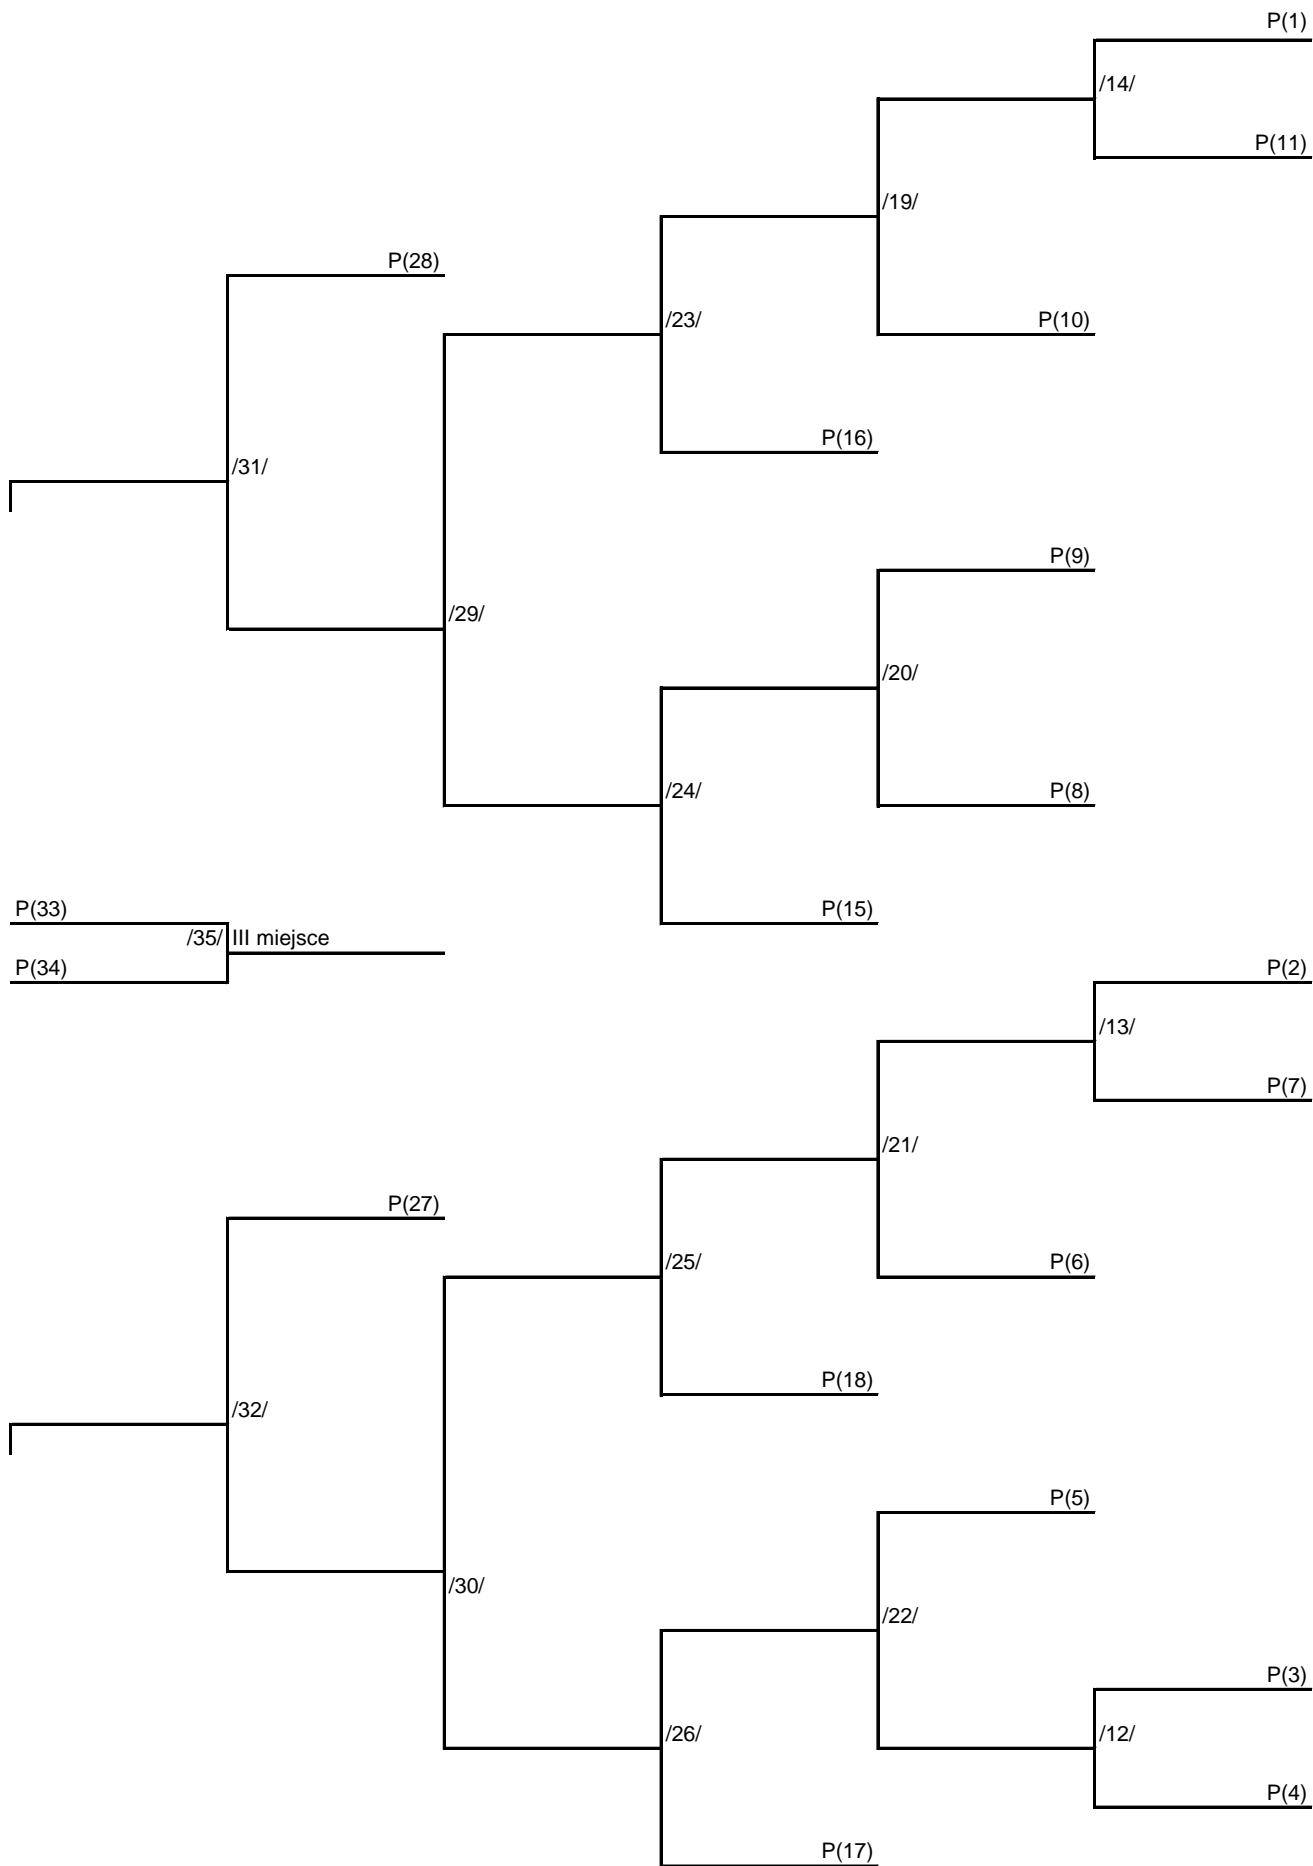 P(1)
/14/
P(11)
/19/
P(28)
/23/
P(10)
P(16)
/31/
P(9)
/29/
/20/
/24/
P(8)
P(33)
P(15)
/35/ III miejsce
P(34)
P(2)
/13/
P(7)
/21/
P(27)
/25/
P(6)
P(18)
/32/
P(5)
/30/
/22/
P(3)
/26/
/12/
P(4)
P(17)